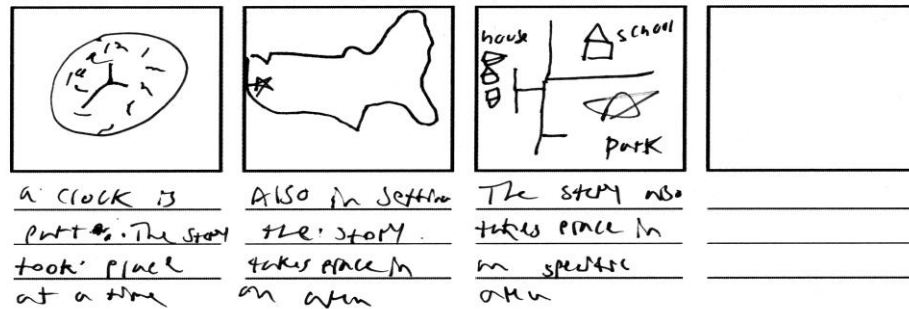 12
house
school
park
a clock is
part. The story
took place
at a time
Also in setting
the story.
takes place in
an area
The story also
takes place in
an specific
area